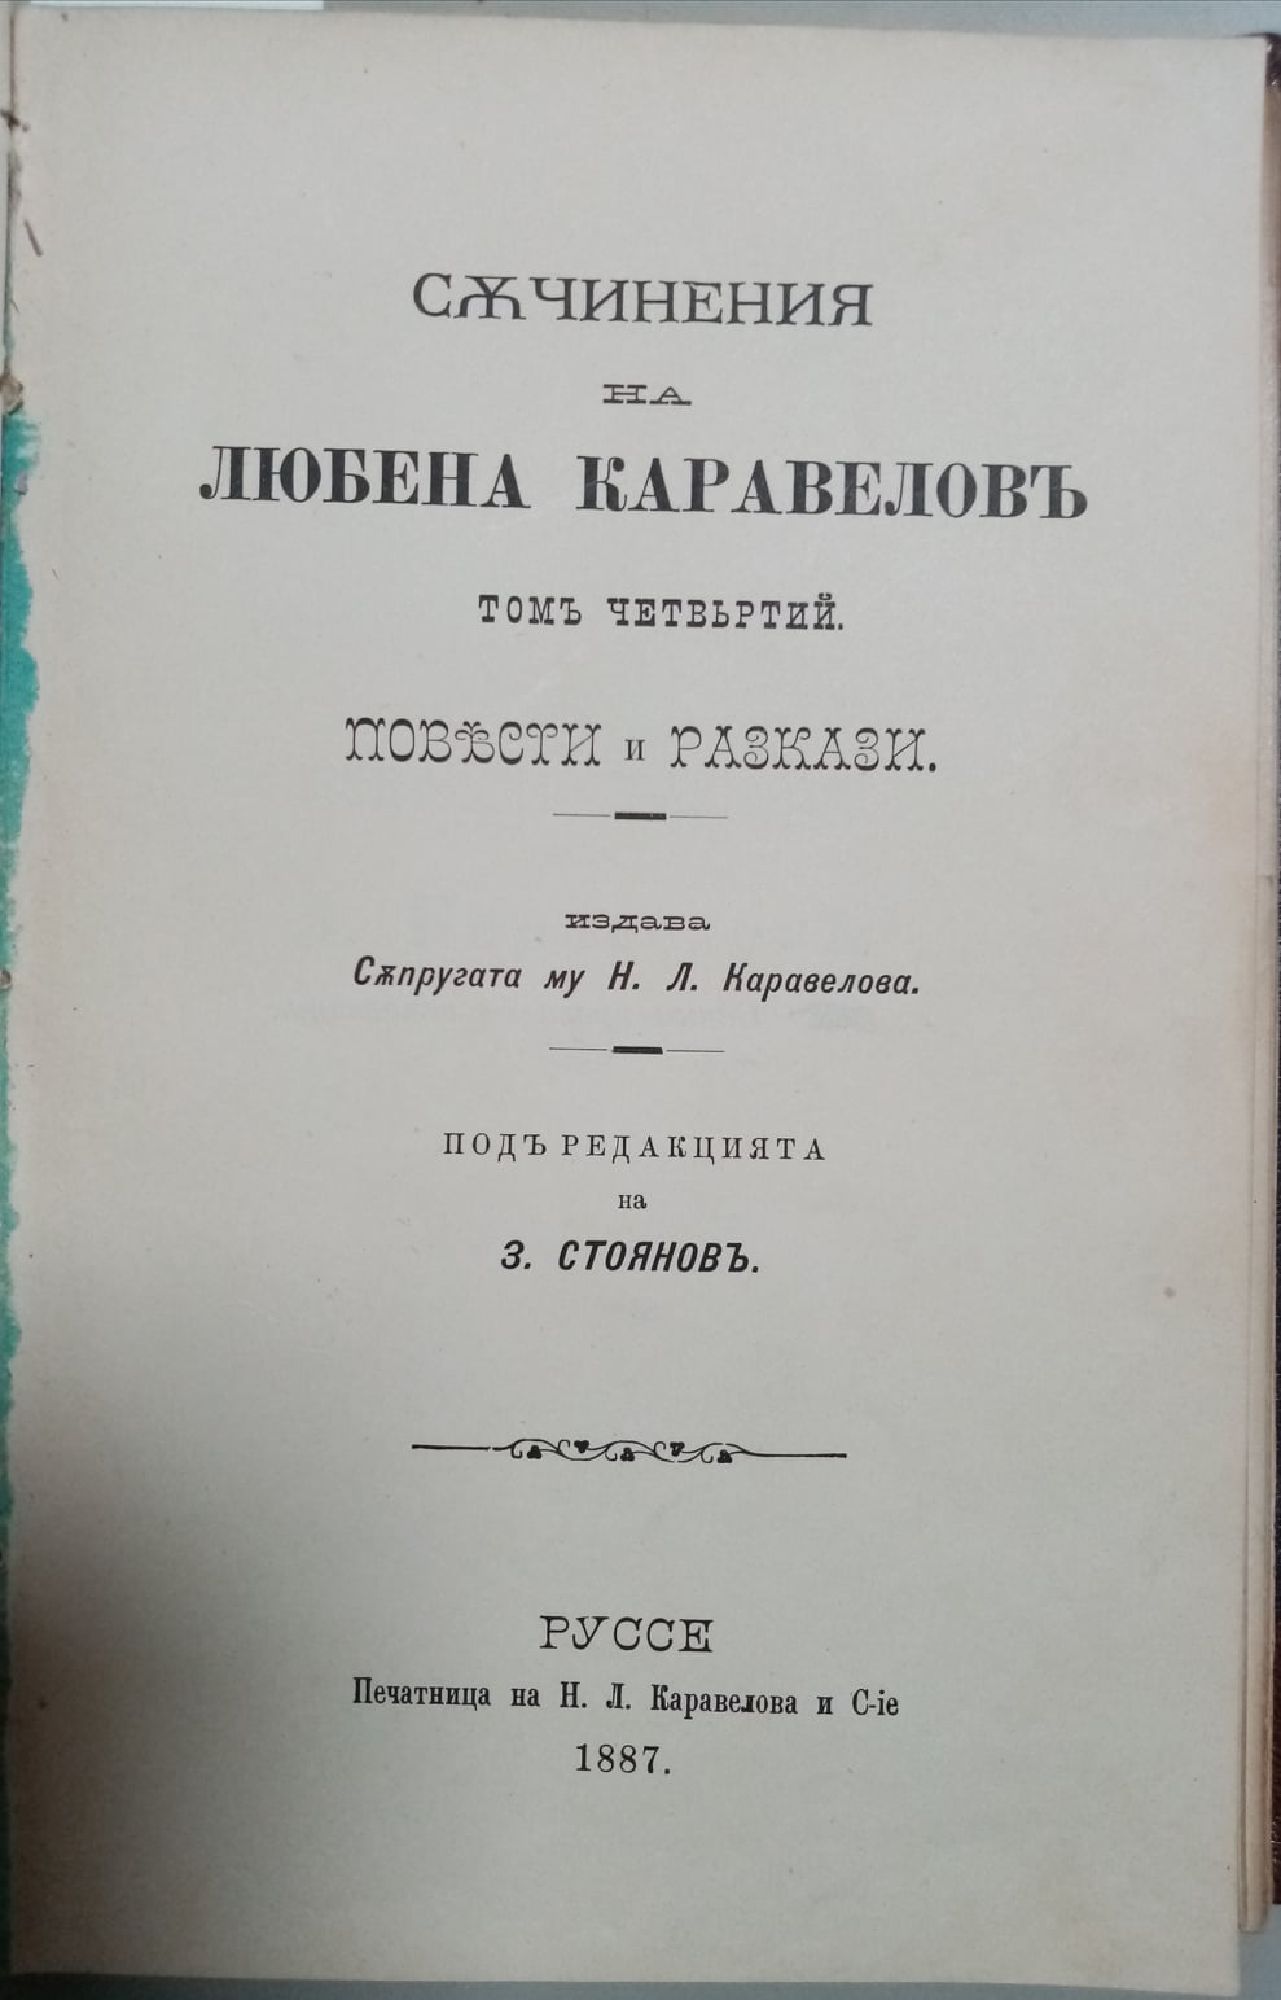 СѪЧИНЕНИЯ
НА
ЛЮБЕНА КАРАВЕЛОВЪ
ТОМЪ ЧЕТВЬРТИЙ.
ПОВѢСТИ и РАЗКАЗИ.
издава
Сѫпругата му Н. Л. Каравелова.
ПОДЪ РЕДАКЦИЯТА
на
З. СТОЯНОВЪ.
РУССЕ
Печатница на Н. Л. Каравелова и С-іе
1887.